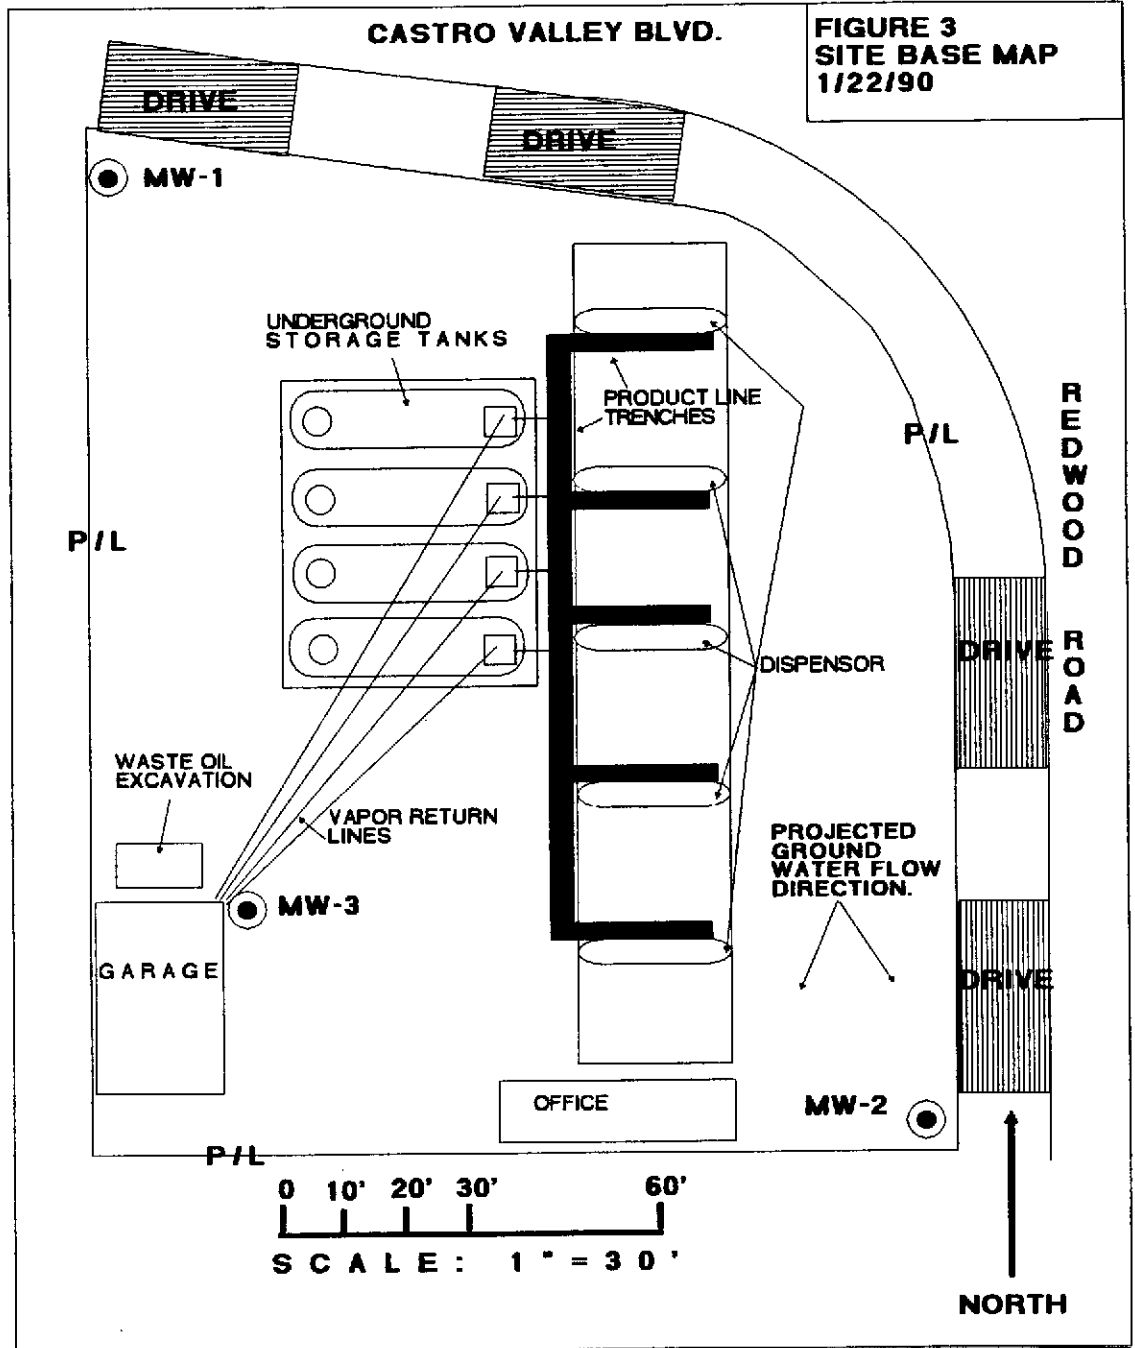 CASTRO VALLEY BLVD.
FIGURE 3
SITE BASE MAP
1/22/90
DRIVE
DRIVE
MW-1
UNDERGROUND
STORAGE TANKS
PRODUCT LINE
TRENCHES
P/L
REDWOOD ROAD
P/L
DRIVE
DISPENSOR
WASTE OIL
EXCAVATION
VAPOR RETURN
LINES
PROJECTED
GROUND
WATER FLOW
DIRECTION.
MW-3
GARAGE
DRIVE
OFFICE
MW-2
P/L
0 10' 20' 30' 60'
SCALE: 1"=30'
NORTH